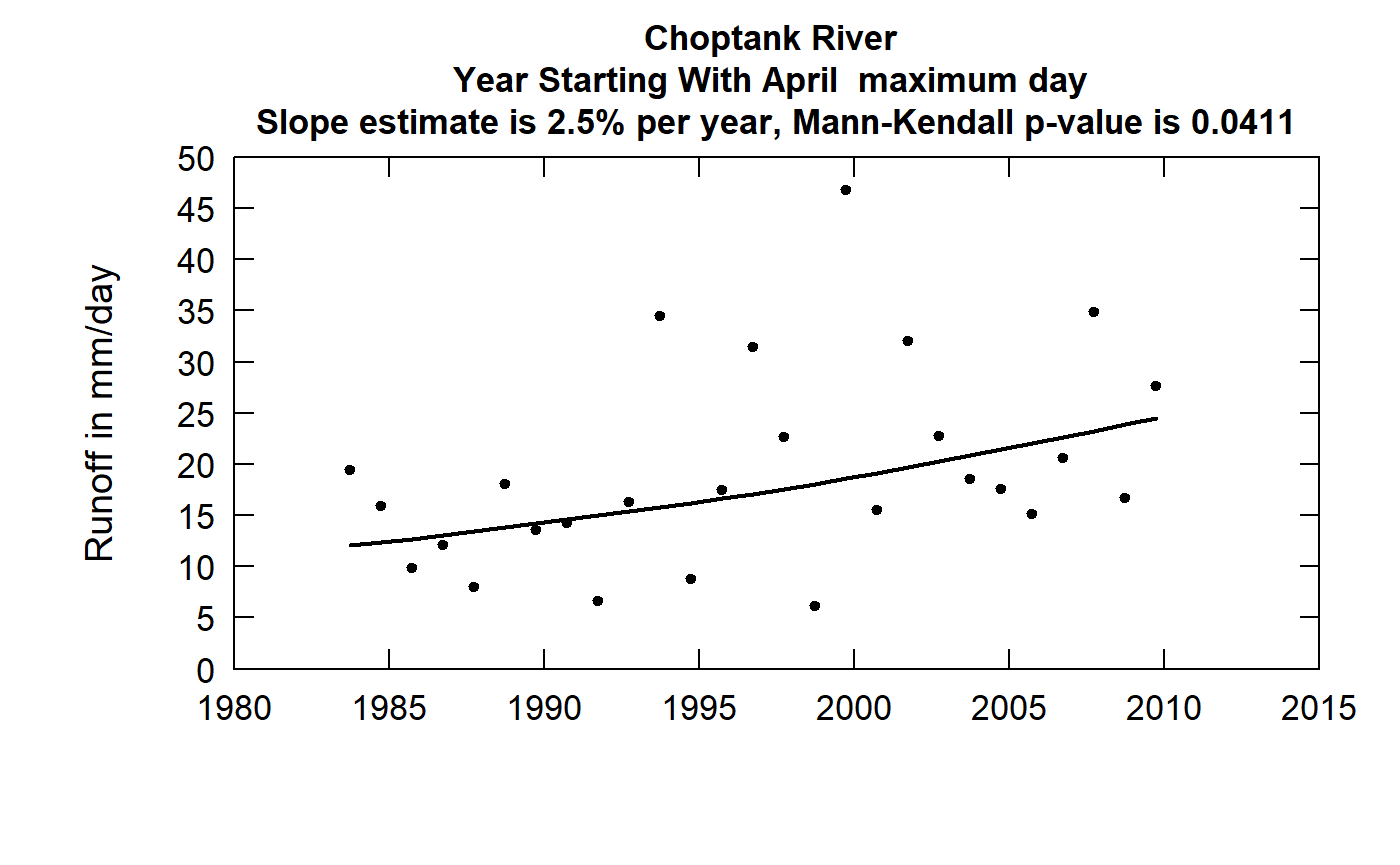 Choptank River
Year Starting With April  maximum day
Slope estimate is 2.5% per year, Mann-Kendall p-value is 0.0411
Runoff in mm/day
50
45
40
35
30
25
20
15
10
5
0
1980 1985 1990 1995 2000 2005 2010 2015